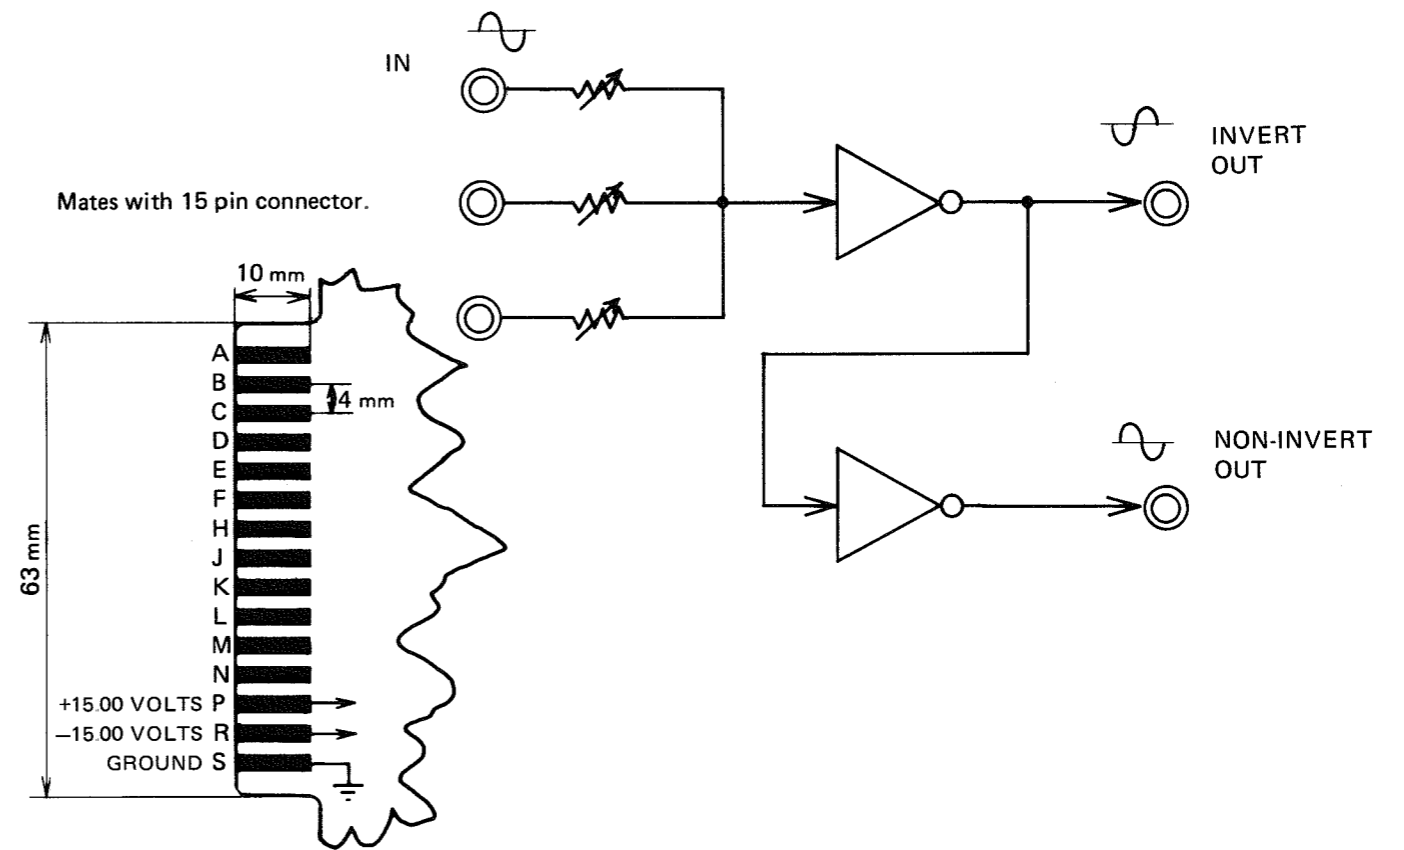 IN
INVERT
OUT
Mates with 15 pin connector.
10 mm
A
B
4 mm
C
D
E
F
H
J
K
L
M
N
63 mm
+15.00 VOLTS P
−15.00 VOLTS R
GROUND S
NON-INVERT
OUT